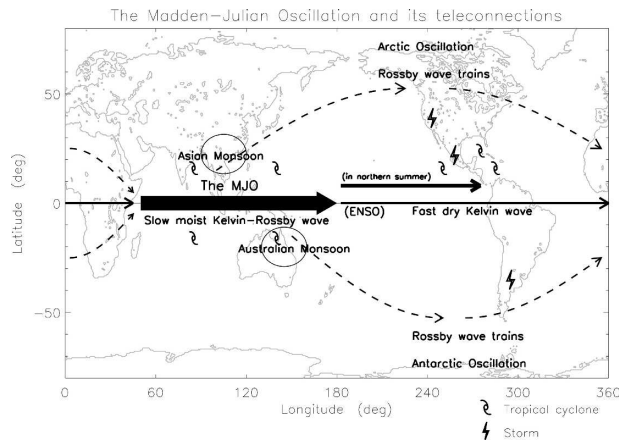 The Madden-Julian Oscillation and its teleconnections
Arctic Oscillation
Rossby wave trains
50
Asian Monsoon
The MJO
(in northern summer)
0
(ENSO)
Fast dry Kelvin wave
Slow moist Kelvin-Rossby wave
Australian Monsoon
-50
Rossby wave trains
Antarctic Oscillation
Latitude (deg)
0 60 120 180 240 300 360
Longitude (deg)
Tropical cyclone
Storm